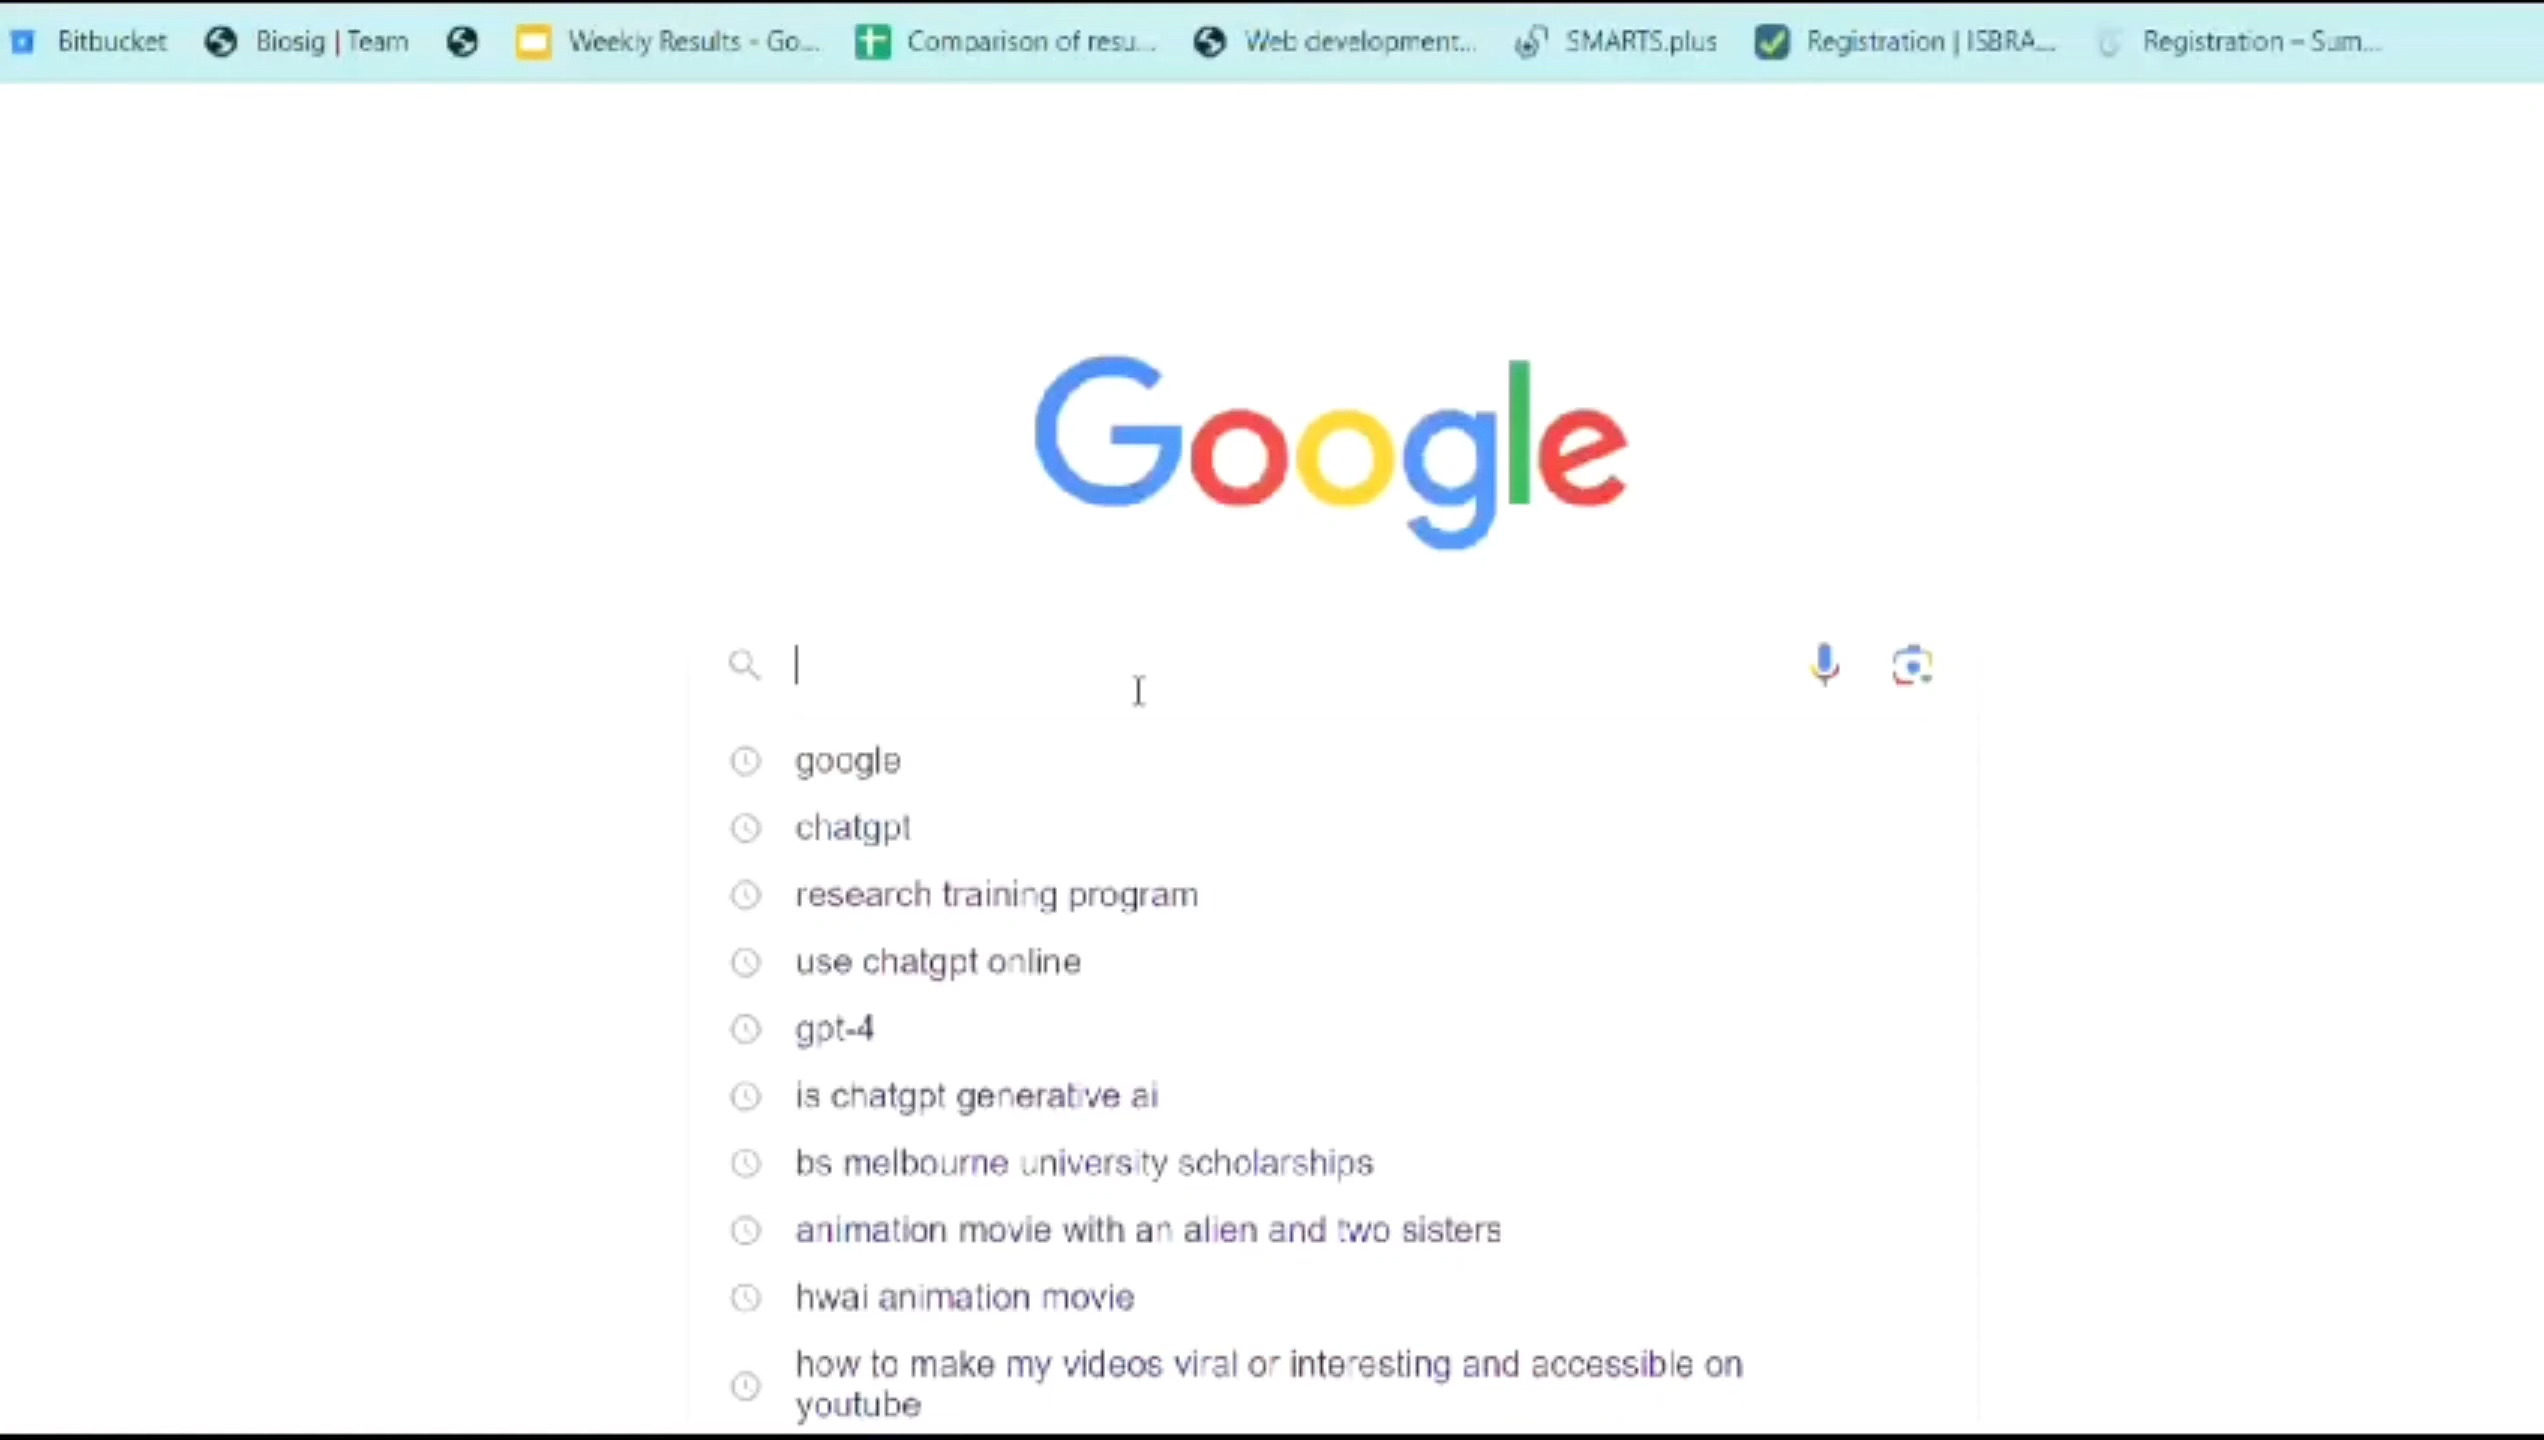 Bitbucket Biosig | Team Weekly Results - Go... Comparison of resu... Web development... SMARTS.plus Registration | ISBRA... Registration – Sum...
Google
google
chatgpt
research training program
use chatgpt online
gpt-4
is chatgpt generative ai
bs melbourne university scholarships
animation movie with an alien and two sisters
hwai animation movie
how to make my videos viral or interesting and accessible on
youtube